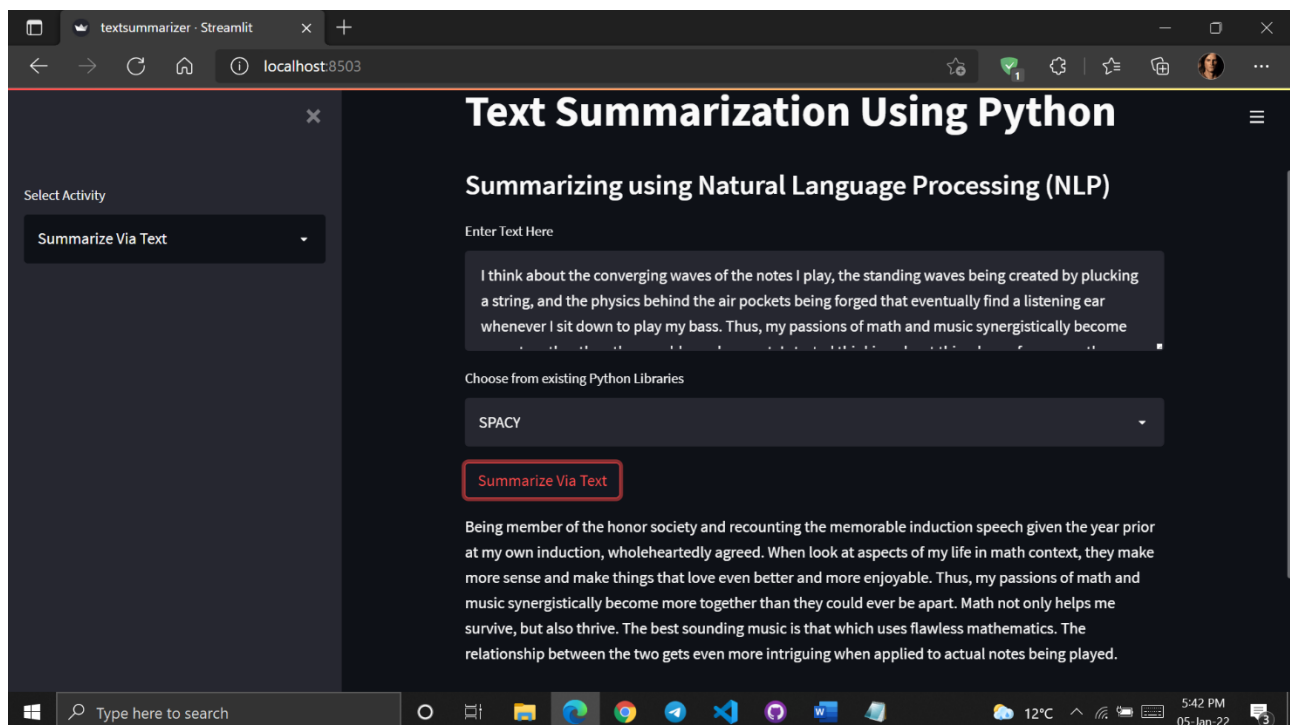 textsummarizer · Streamlit
localhost:8503
1
Select Activity
Summarize Via Text
Text Summarization Using Python
Summarizing using Natural Language Processing (NLP)
Enter Text Here
I think about the converging waves of the notes I play, the standing waves being created by plucking
a string, and the physics behind the air pockets being forged that eventually find a listening ear
whenever I sit down to play my bass. Thus, my passions of math and music synergistically become
Choose from existing Python Libraries
SPACY
Summarize Via Text
Being member of the honor society and recounting the memorable induction speech given the year prior
at my own induction, wholeheartedly agreed. When look at aspects of my life in math context, they make
more sense and make things that love even better and more enjoyable. Thus, my passions of math and
music synergistically become more together than they could ever be apart. Math not only helps me
survive, but also thrive. The best sounding music is that which uses flawless mathematics. The
relationship between the two gets even more intriguing when applied to actual notes being played.
Type here to search
12°C
5:42 PM
05-Jan-22
3